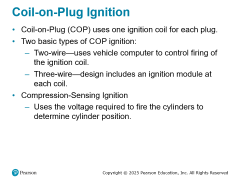 Coil-on-Plug Ignition
• Coil-on-Plug (COP) uses one ignition coil for each plug.
• Two basic types of COP ignition:
– Two-wire—uses vehicle computer to control firing of
the ignition coil.
– Three-wire—design includes an ignition module at
each coil.
• Compression-Sensing Ignition
– Uses the voltage required to fire the cylinders to
determine cylinder position.
Pearson
Copyright © 2023 Pearson Education, Inc. All Rights Reserved